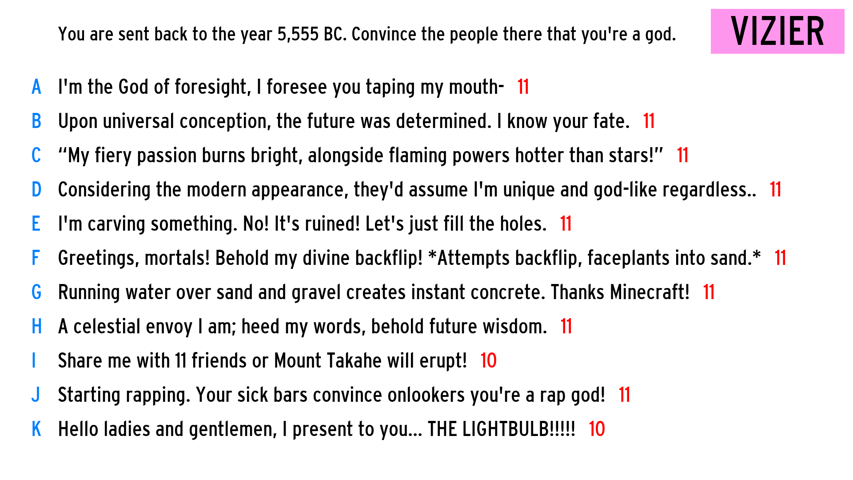 You are sent back to the year 5,555 BC. Convince the people there that you're a god.
VIZIER
A I'm the God of foresight, I foresee you taping my mouth- 11
B Upon universal conception, the future was determined. I know your fate. 11
C “My fiery passion burns bright, alongside flaming powers hotter than stars!” 11
D Considering the modern appearance, they'd assume I'm unique and god-like regardless.. 11
E I'm carving something. No! It's ruined! Let's just fill the holes. 11
F Greetings, mortals! Behold my divine backflip! *Attempts backflip, faceplants into sand.* 11
G Running water over sand and gravel creates instant concrete. Thanks Minecraft! 11
H A celestial envoy I am; heed my words, behold future wisdom. 11
I Share me with 11 friends or Mount Takahe will erupt! 10
J Starting rapping. Your sick bars convince onlookers you're a rap god! 11
K Hello ladies and gentlemen, I present to you... THE LIGHTBULB!!!!! 10